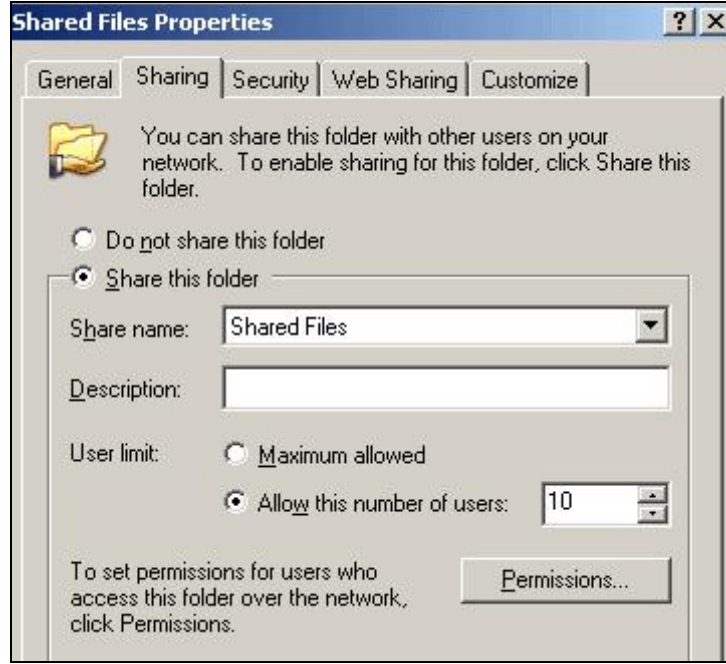 Shared Files Properties
? X
General Sharing Security Web Sharing Customize
You can share this folder with other users on your
network. To enable sharing for this folder, click Share this
folder.
Do not share this folder
Share this folder
Share name: Shared Files
Description:
User limit: Maximum allowed
Allow this number of users: 10
To set permissions for users who
access this folder over the network,
click Permissions.
Permissions...